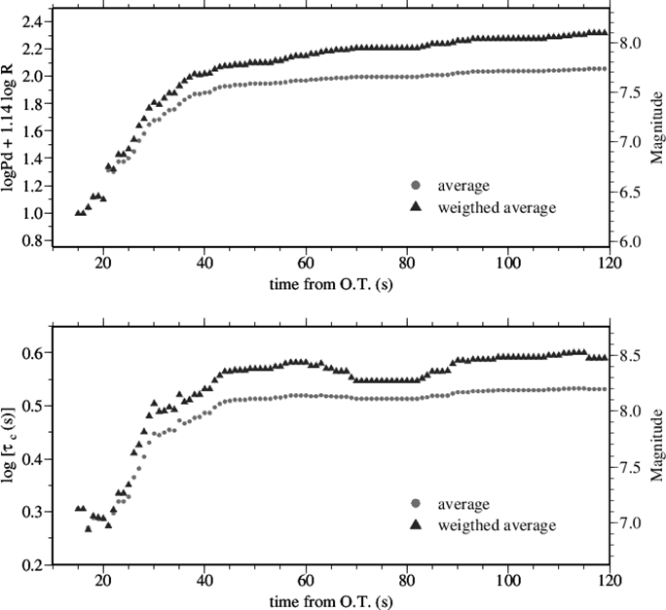 2.4
2.2
2.0
1.8
1.6
1.4
1.2
1.0
0.8
logPd + 1.14 log R
8.0
7.5
7.0
6.5
6.0
Magnitude
average
weigthed average
20 40 60 80 100 120
time from O.T. (s)
0.6
0.5
0.4
0.3
0.2
log [τc (s)]
8.5
8.0
7.5
7.0
Magnitude
average
weigthed average
20 40 60 80 100 120
time from O.T. (s)